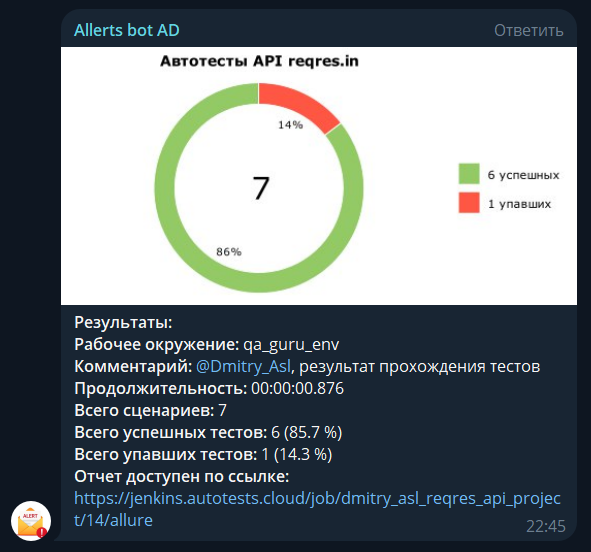 Allerts bot AD
Ответить
Автотесты API reqres.in
14%
7
6 успешных
1 упавших
86%
Результаты:
Рабочее окружение: qa_guru_env
Комментарий: @Dmitry_Asl, результат прохождения тестов
Продолжительность: 00:00:00.876
Всего сценариев: 7
Всего успешных тестов: 6 (85.7 %)
Всего упавших тестов: 1 (14.3 %)
Отчет доступен по ссылке:
https://jenkins.autotests.cloud/job/dmitry_asl_reqres_api_projec
t/14/allure
22:45
ALERT